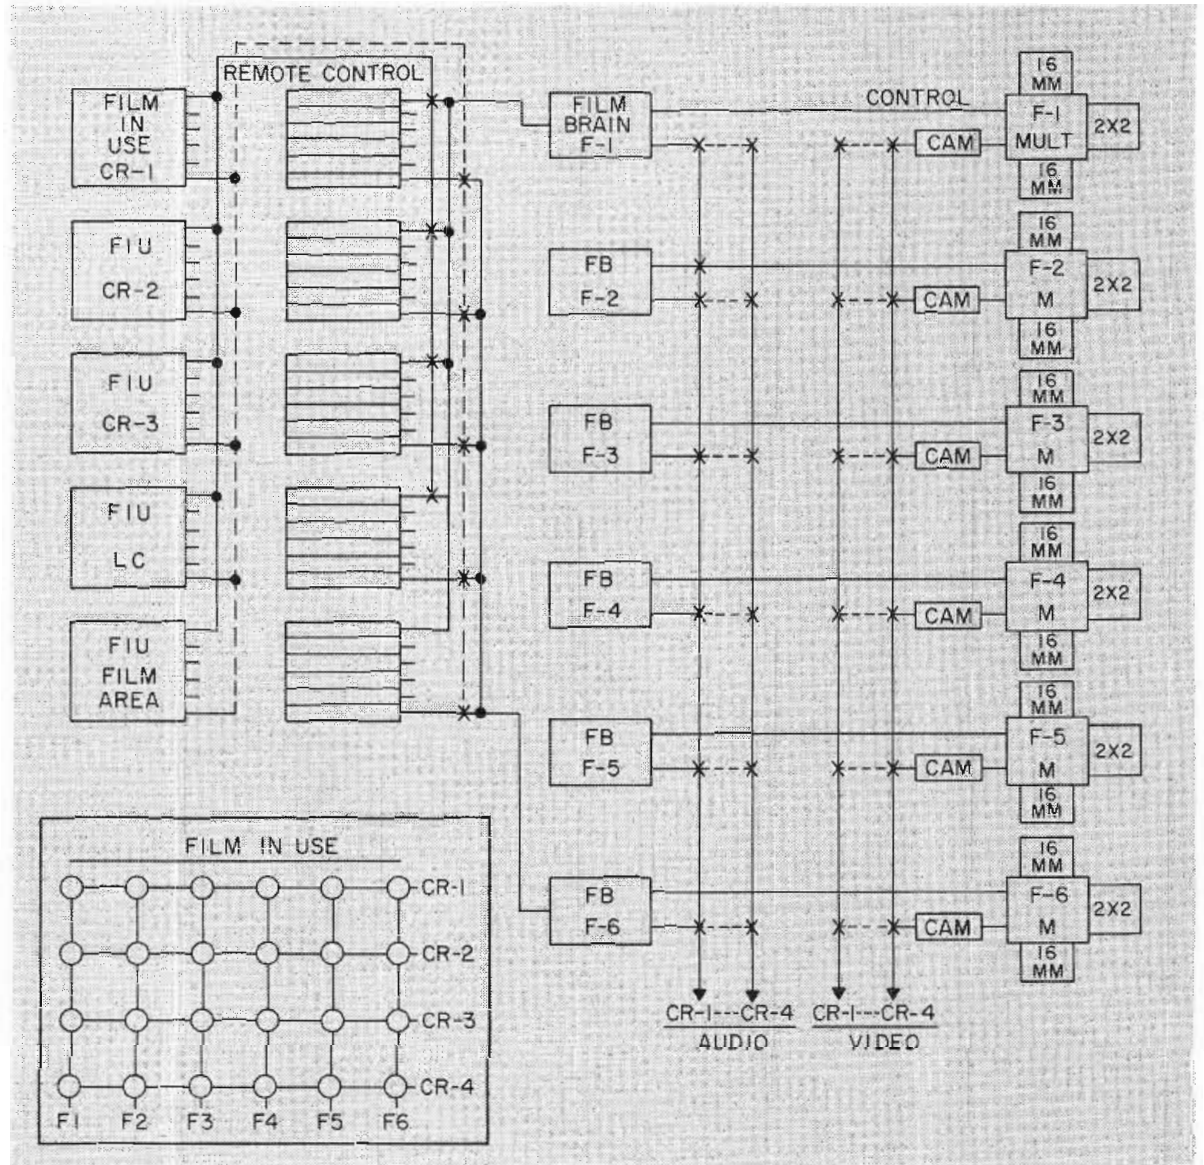 REMOTE CONTROL
FILM
IN
USE
CR-1
FIU
CR-2
FIU
CR-3
FIU
LC
FIU
FILM
AREA
FILM
BRAIN
F-1
FB
F-2
FB
F-3
FB
F-4
FB
F-5
FB
F-6
CONTROL
CAM
CAM
CAM
CAM
CAM
CAM
16
MM
F-1
MULT
2X2
16
MM
16
MM
F-2
M
2X2
16
MM
16
MM
F-3
M
2X2
16
MM
16
MM
F-4
M
2X2
16
MM
16
MM
F-5
M
2X2
16
MM
16
MM
F-6
M
2X2
16
MM
CR-1---CR-4 CR-1---CR-4
AUDIO VIDEO
FILM IN USE
CR-1
CR-2
CR-3
CR-4
F1 F2 F3 F4 F5 F6